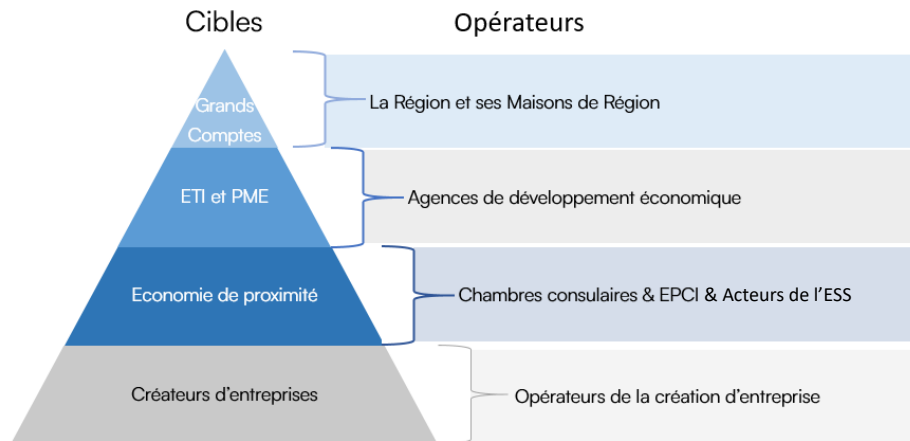 Cibles
Opérateurs
Grands
Comptes
La Région et ses Maisons de Région
ETI et PME
Agences de développement économique
Economie de proximité
Chambres consulaires & EPCI & Acteurs de l’ESS
Créateurs d’entreprises
Opérateurs de la création d’entreprise